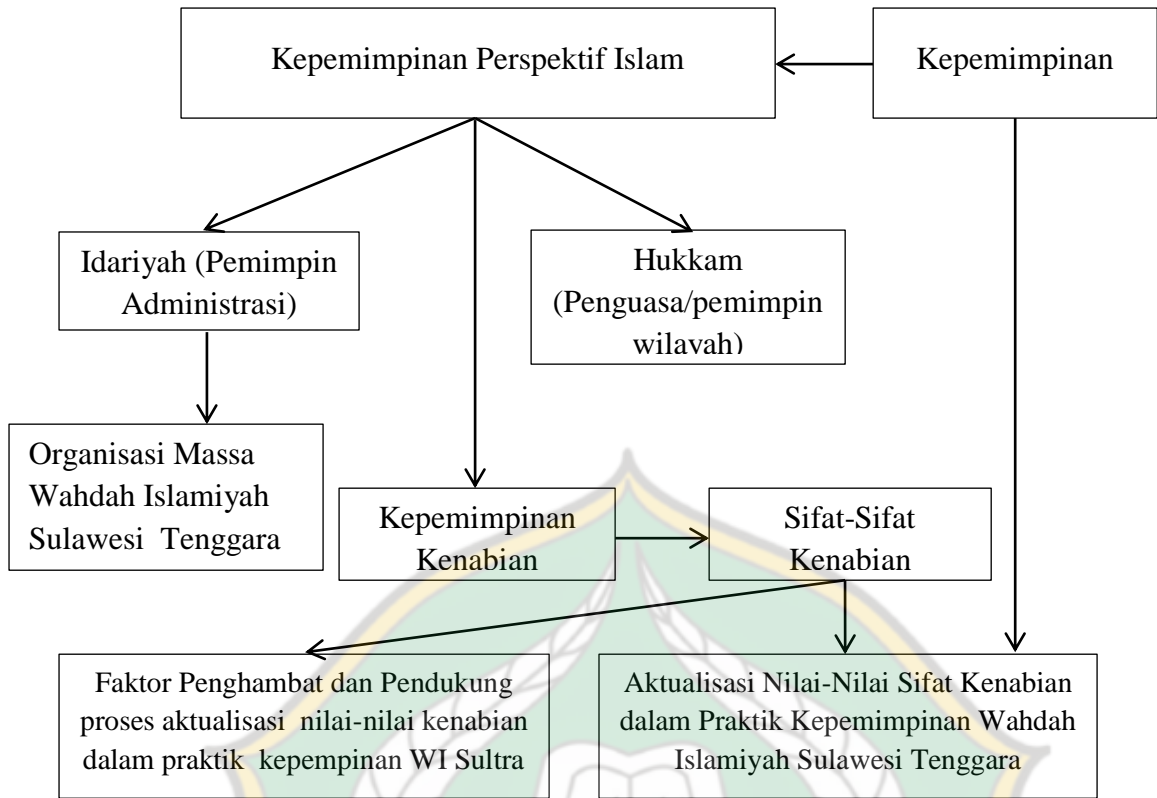 Kepemimpinan Perspektif Islam
Kepemimpinan
Idariyah (Pemimpin
Administrasi)
Hukkam
(Penguasa/pemimpin
wilayah)
Organisasi Massa
Wahdah Islamiyah
Sulawesi Tenggara
Kepemimpinan
Kenabian
Sifat-Sifat
Kenabian
Faktor Penghambat dan Pendukung
proses aktualisasi nilai-nilai kenabian
dalam praktik kepempinan WI Sultra
Aktualisasi Nilai-Nilai Sifat Kenabian
dalam Praktik Kepemimpinan Wahdah
Islamiyah Sulawesi Tenggara